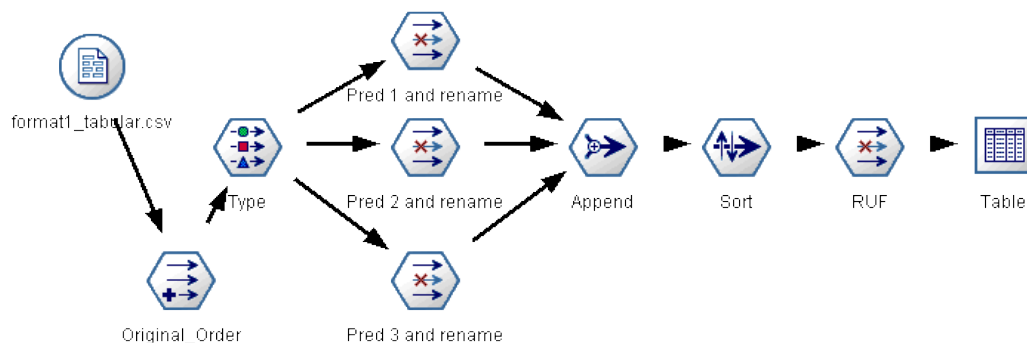 Pred 1 and rename
format1_tabular.csv
Type
Pred 2 and rename
Append
Sort
RUF
Table
Original_Order
Pred 3 and rename